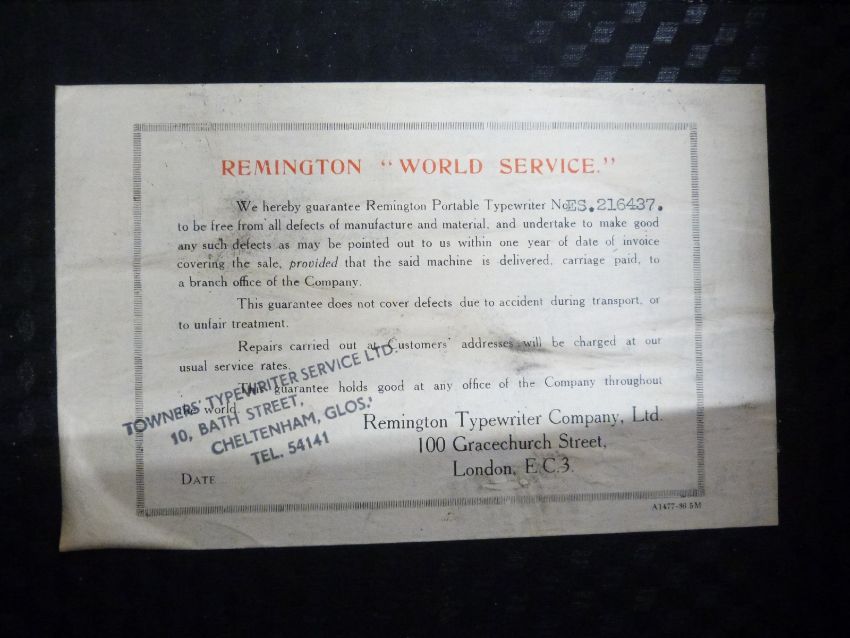 REMINGTON "WORLD SERVICE."
We hereby guarantee Remington Portable Typewriter No. ES.216437.
to be free from all defects of manufacture and material, and undertake to make good
any such defects as may be pointed out to us within one year of date of invoice
covering the sale, provided that the said machine is delivered, carriage paid, to
a branch office of the Company.
This guarantee does not cover defects due to accident during transport, or
to unfair treatment.
Repairs carried out at Customers' addresses will be charged at our
usual service rates.
This guarantee holds good at any office of the Company throughout
the world.
TOWNERS' TYPEWRITER SERVICE LTD.
10, BATH STREET,
CHELTENHAM, GLOS.
TEL. 54141
Remington Typewriter Company, Ltd.
100 Gracechurch Street,
London, E.C.3.
DATE
A1477-36 5M